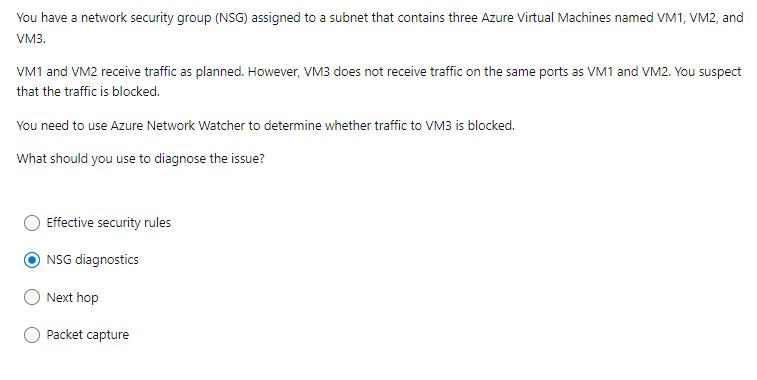 You have a network security group (NSG) assigned to a subnet that contains three Azure Virtual Machines named VM1, VM2, and
VM3.
VM1 and VM2 receive traffic as planned. However, VM3 does not receive traffic on the same ports as VM1 and VM2. You suspect
that the traffic is blocked.
You need to use Azure Network Watcher to determine whether traffic to VM3 is blocked.
What should you use to diagnose the issue?
Effective security rules
NSG diagnostics
Next hop
Packet capture